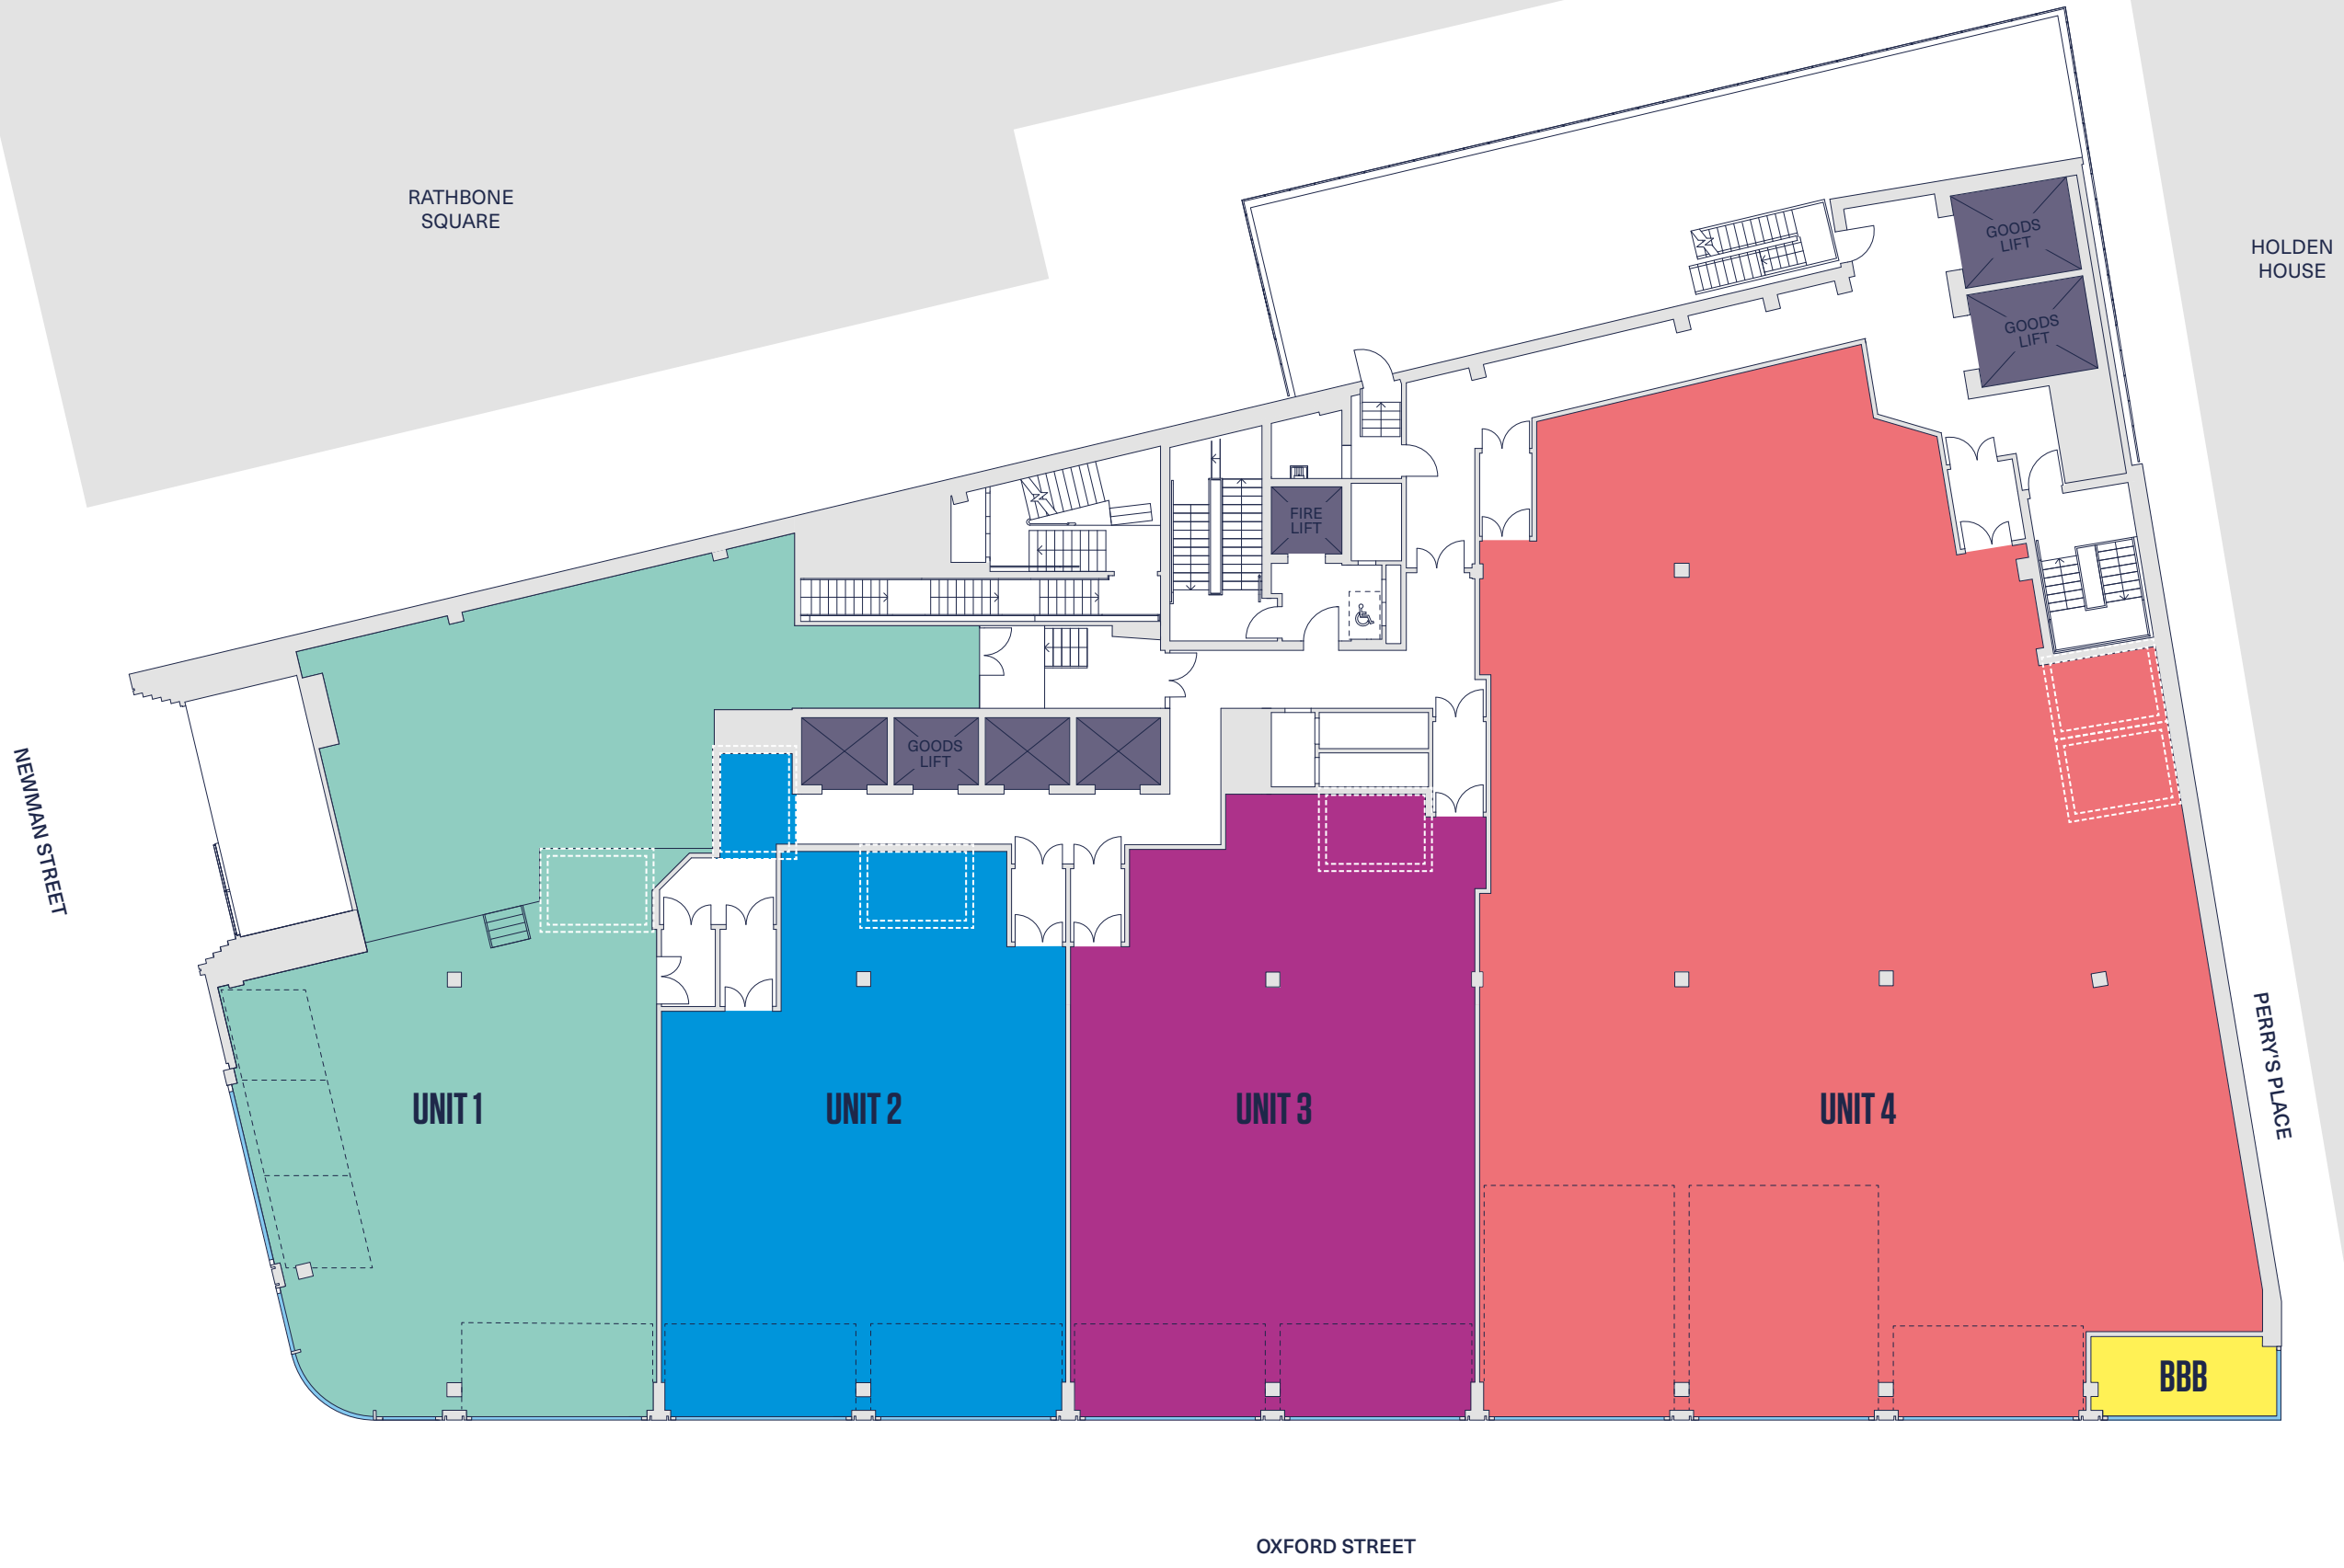 RATHBONE
SQUARE
GOODS
LIFT
HOLDEN
HOUSE
GOODS
LIFT
FIRE
LIFT
GOODS
LIFT
NEWMAN STREET
PERRY'S PLACE
UNIT 1
UNIT 2
UNIT 3
UNIT 4
BBB
OXFORD STREET